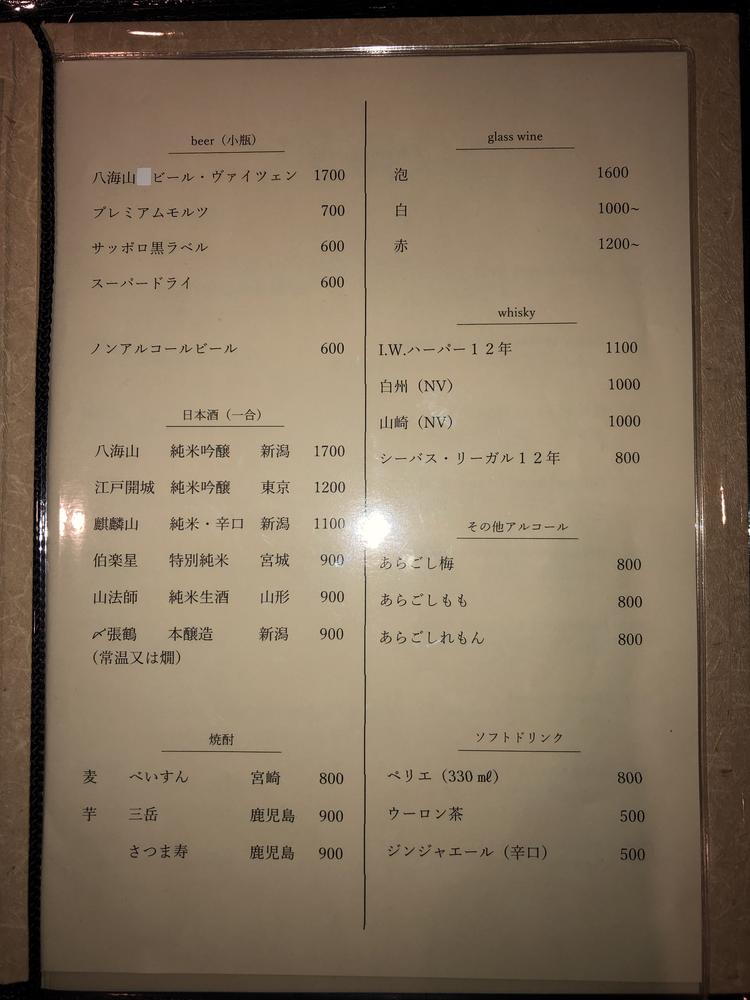 beer（小瓶）
八海山 ビール・ヴァイツェン 1700
プレミアムモルツ 700
サッポロ黒ラベル 600
スーパードライ 600
ノンアルコールビール 600
日本酒（一合）
八海山 純米吟醸 新潟 1700
江戸開城 純米吟醸 東京 1200
麒麟山 純米・辛口 新潟 1100
伯楽星 特別純米 宮城 900
山法師 純米生酒 山形 900
〆張鶴 本醸造 新潟 900
（常温又は燗）
焼酎
麦 べいすん 宮崎 800
芋 三岳 鹿児島 900
さつま寿 鹿児島 900
glass wine
泡 1600
白 1000~
赤 1200~
whisky
I.W.ハーパー１２年 1100
白州（NV） 1000
山崎（NV） 1000
シーバス・リーガル１２年 800
その他アルコール
あらごし梅 800
あらごしもも 800
あらごしれもん 800
ソフトドリンク
ペリエ（330 ㎖） 800
ウーロン茶 500
ジンジャエール（辛口） 500